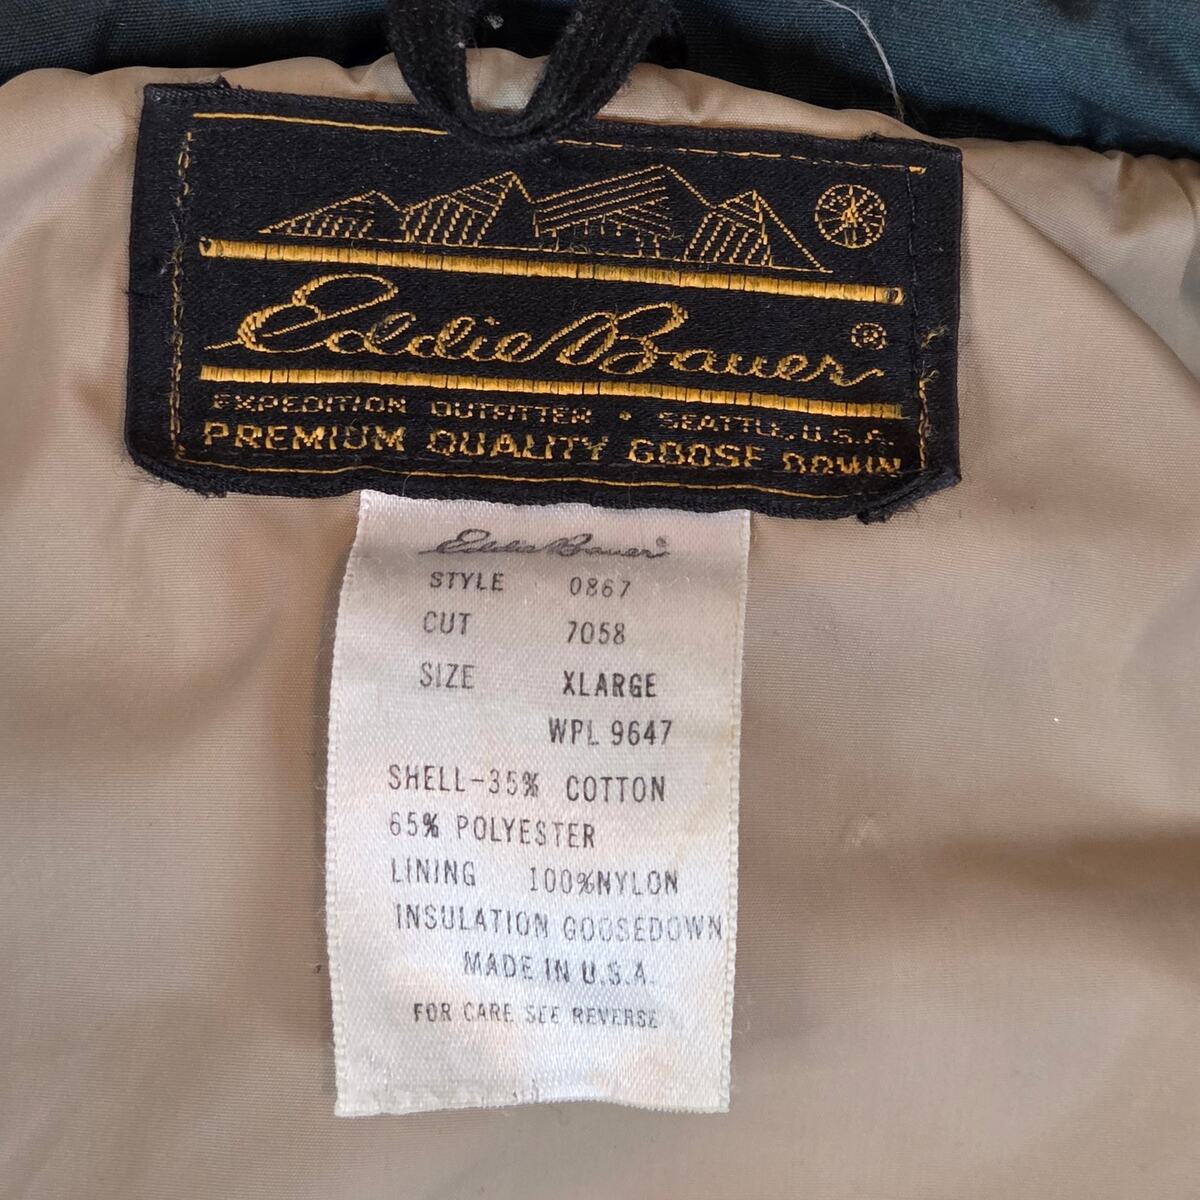 Eddie Bauer®
EXPEDITION OUTFITTER • SEATTLE, U.S.A.
PREMIUM QUALITY GOOSE DOWN
Eddie Bauer®
STYLE 0867
CUT 7058
SIZE XLARGE
WPL 9647
SHELL-35% COTTON
65% POLYESTER
LINING 100%NYLON
INSULATION GOOSEDOWN
MADE IN U.S.A.
FOR CARE SEE REVERSE